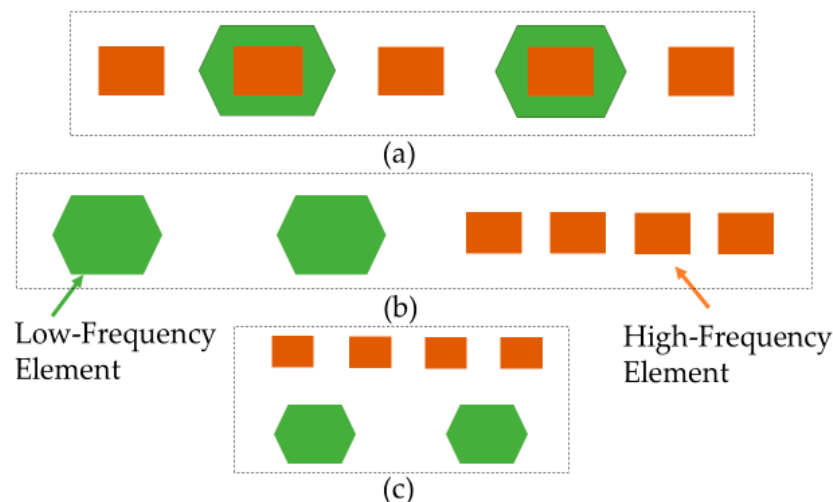 (a)
(b)
Low-Frequency
Element
High-Frequency
Element
(c)